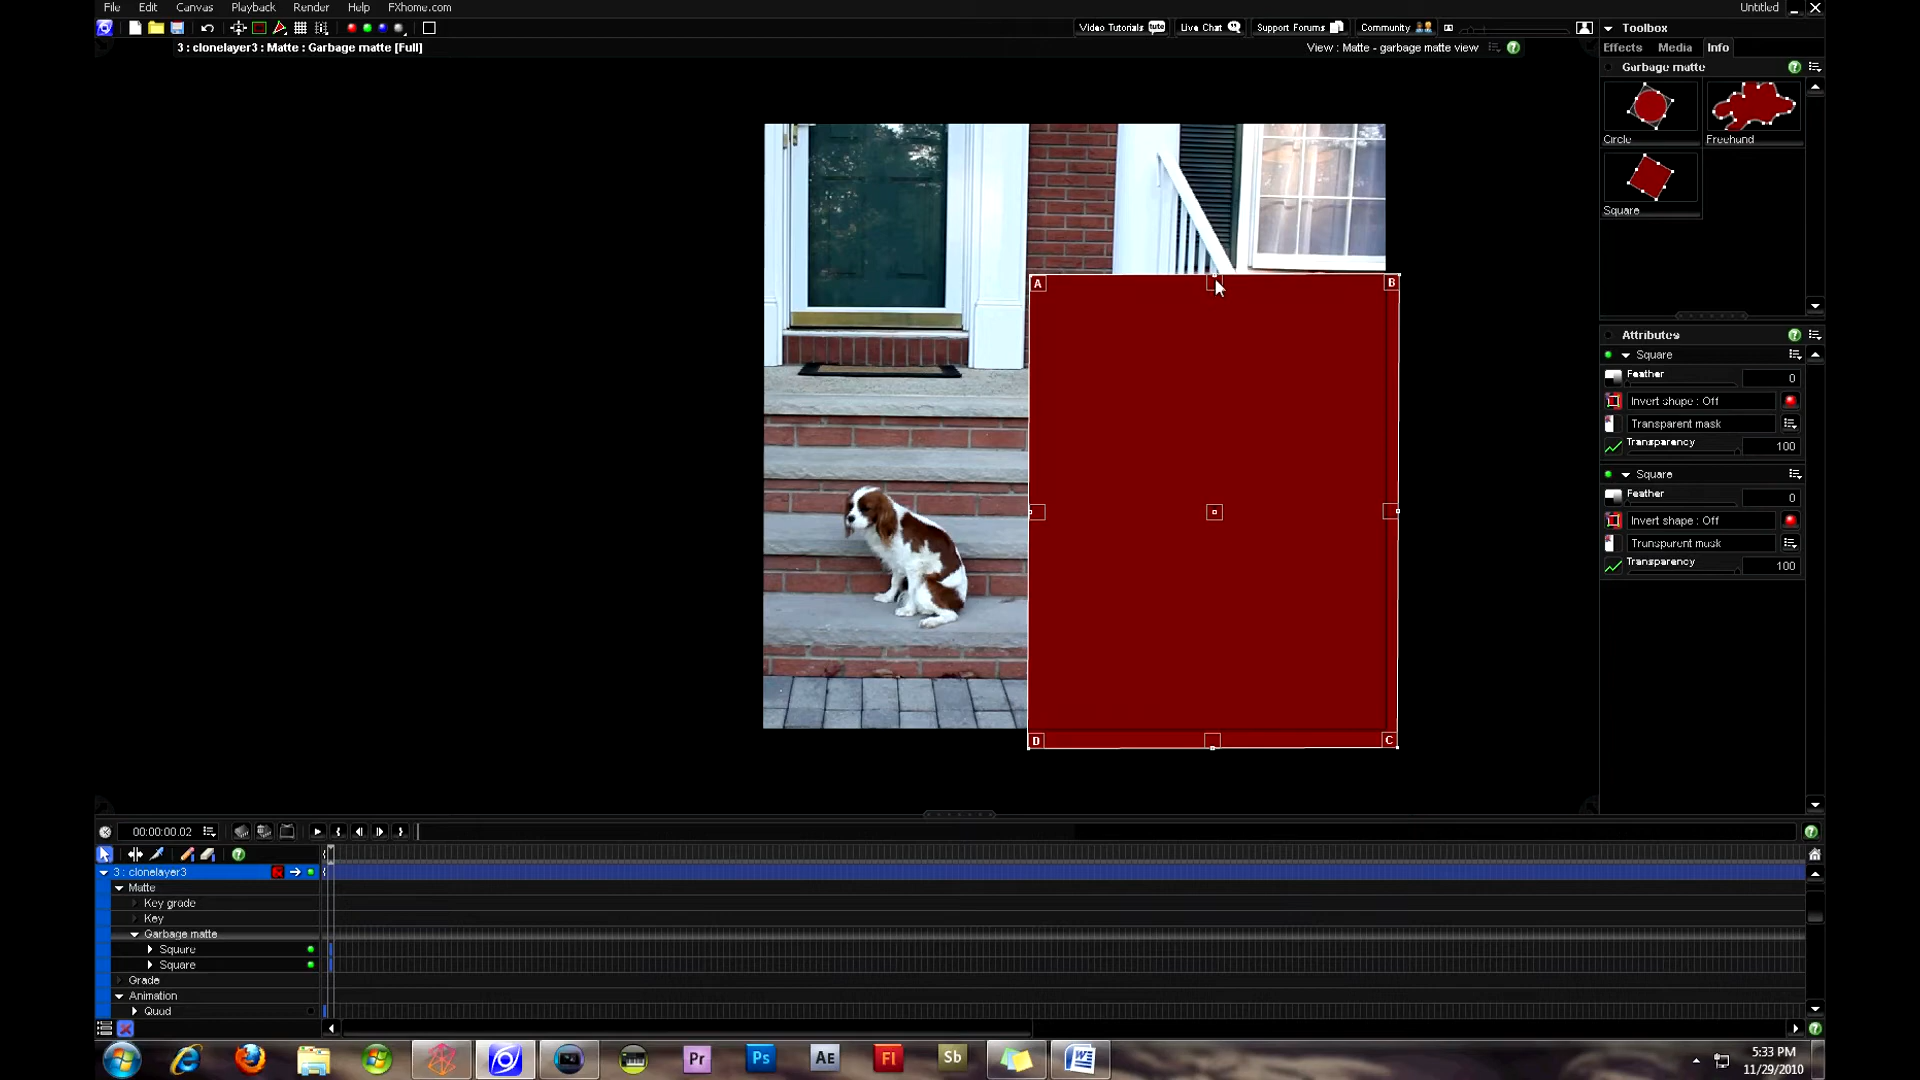 File Edit Canvas Playback Render Help FXhome.com
Untitled
Video Tutorials tute Live Chat Support Forums Community
Toolbox
3 : clonelayer3 : Matte : Garbage matte [Full]
View : Matte - garbage matte view
Effects Media Info
Garbage matte
Circle Freehand
Square
A B
D C
Attributes
Square
Feather 0
Invert shape : Off
Transparent mask
Transparency 100
Square
Feather 0
Invert shape : Off
Transparent mask
Transparency 100
00:00:00.02
3 : clonelayer3
Matte
Key grade
Key
Garbage matte
Square
Square
Grade
Animation
Quad
Pr Ps Ae Fl Sb
5:33 PM
11/29/2010